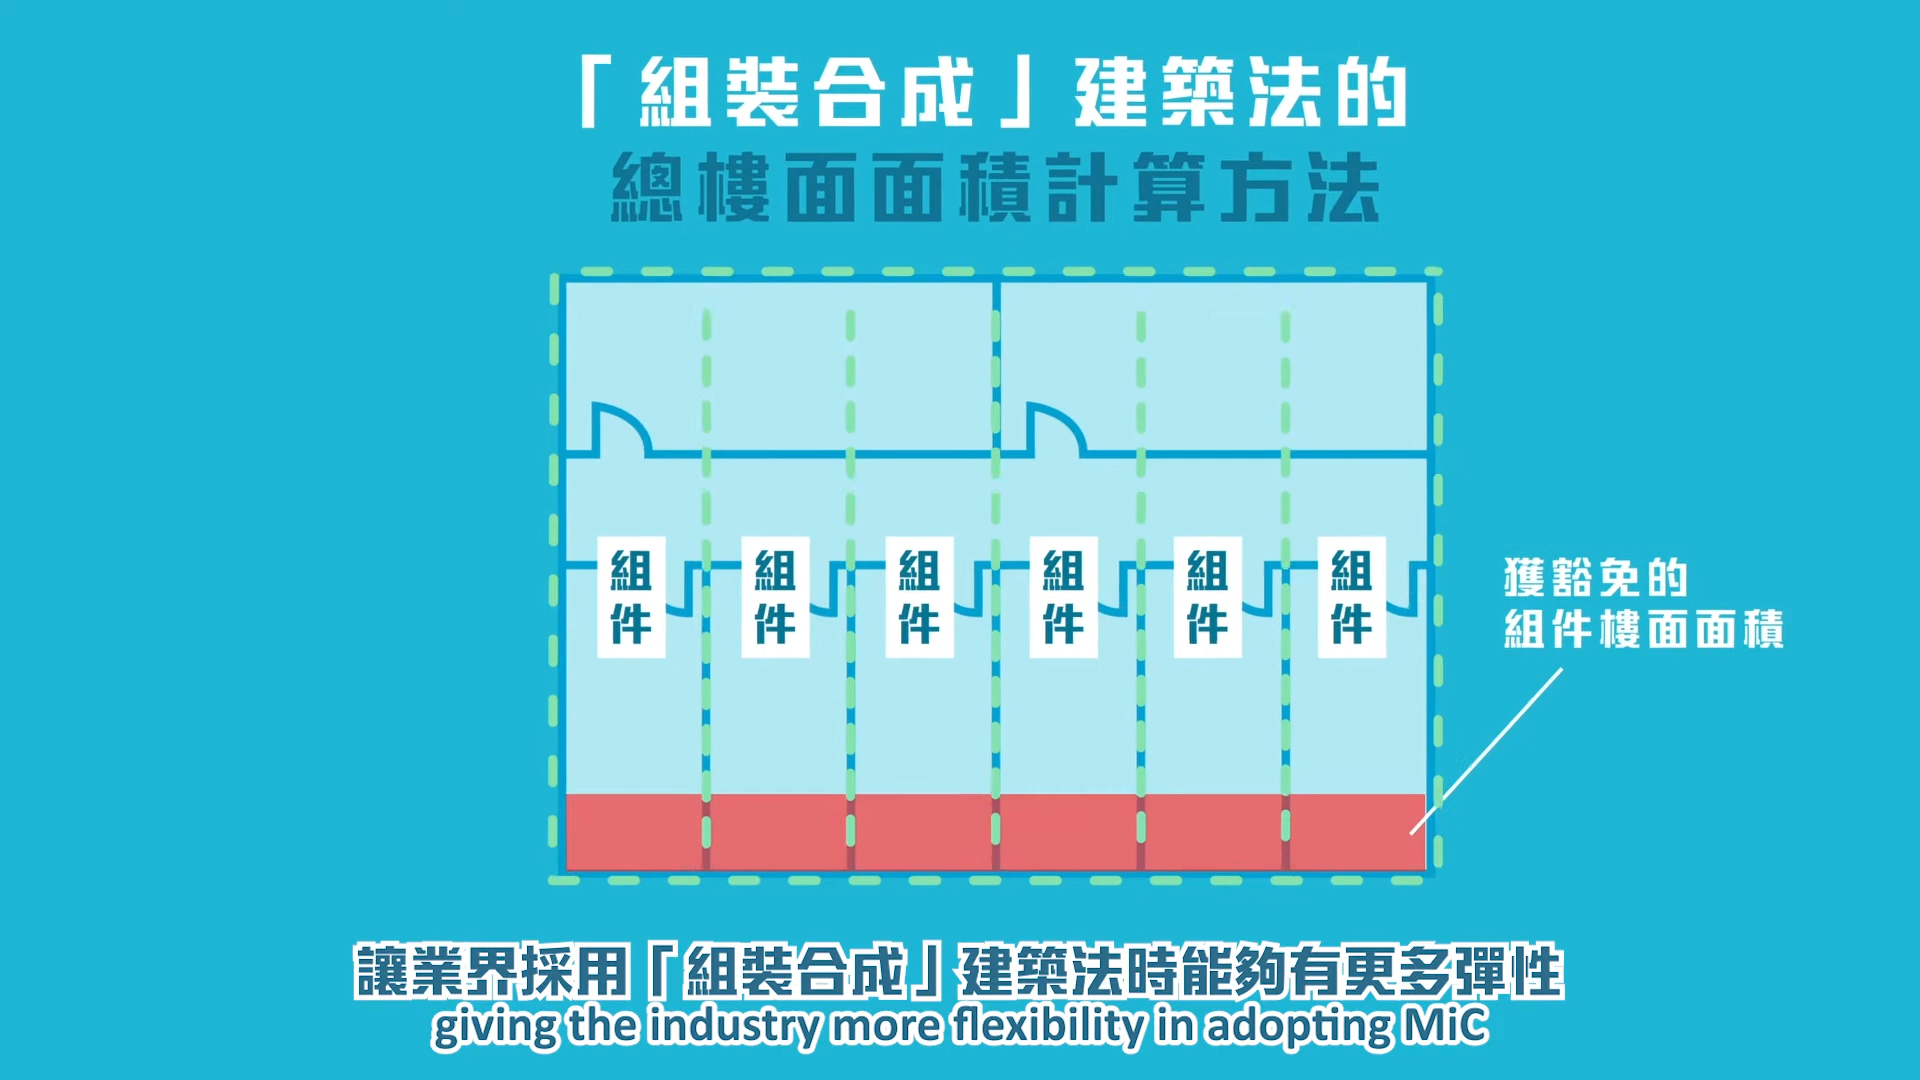 「組裝合成」建築法的
總樓面面積計算方法
組件
組件
組件
組件
組件
組件
獲豁免的
組件樓面面積
讓業界採用「組裝合成」建築法時能夠有更多彈性
giving the industry more flexibility in adopting MiC